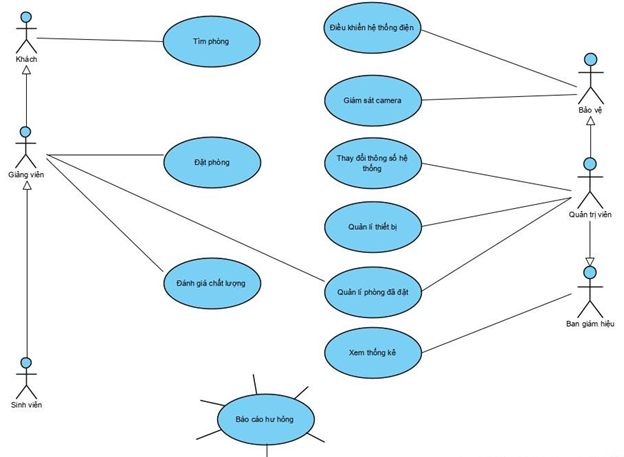 Khách
Tìm phòng
Điều khiển hệ thống điện
Giám sát camera
Bảo vệ
Giảng viên
Đặt phòng
Thay đổi thông số hệ
thống
Quản trị viên
Quản lí thiết bị
Đánh giá chất lượng
Quản lí phòng đã đặt
Ban giám hiệu
Xem thống kê
Sinh viên
Báo cáo hư hỏng